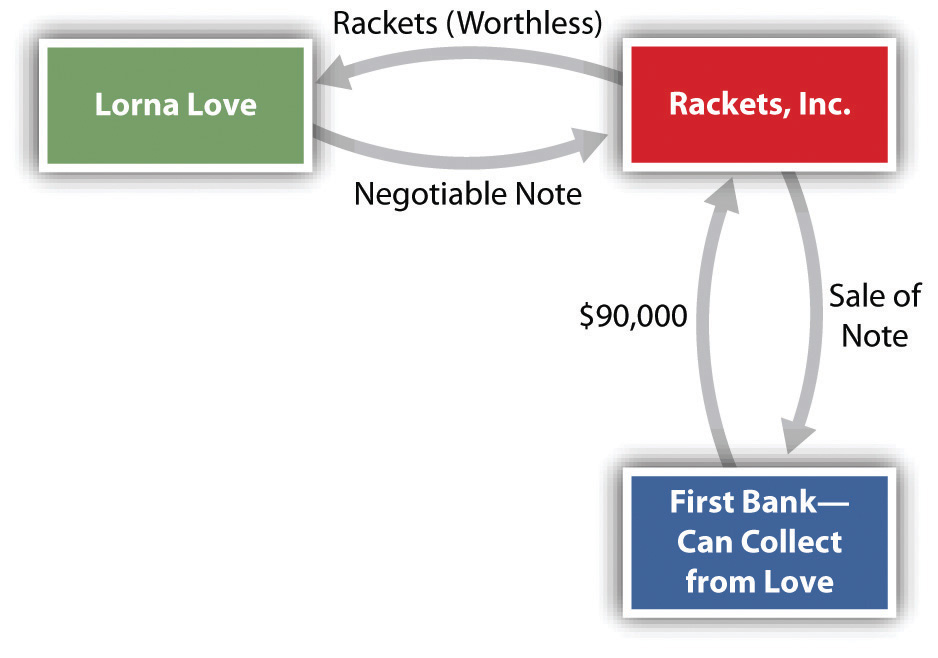 Rackets (Worthless)
Lorna Love
Rackets, Inc.
Negotiable Note
$90,000
Sale of
Note
First Bank—
Can Collect
from Love